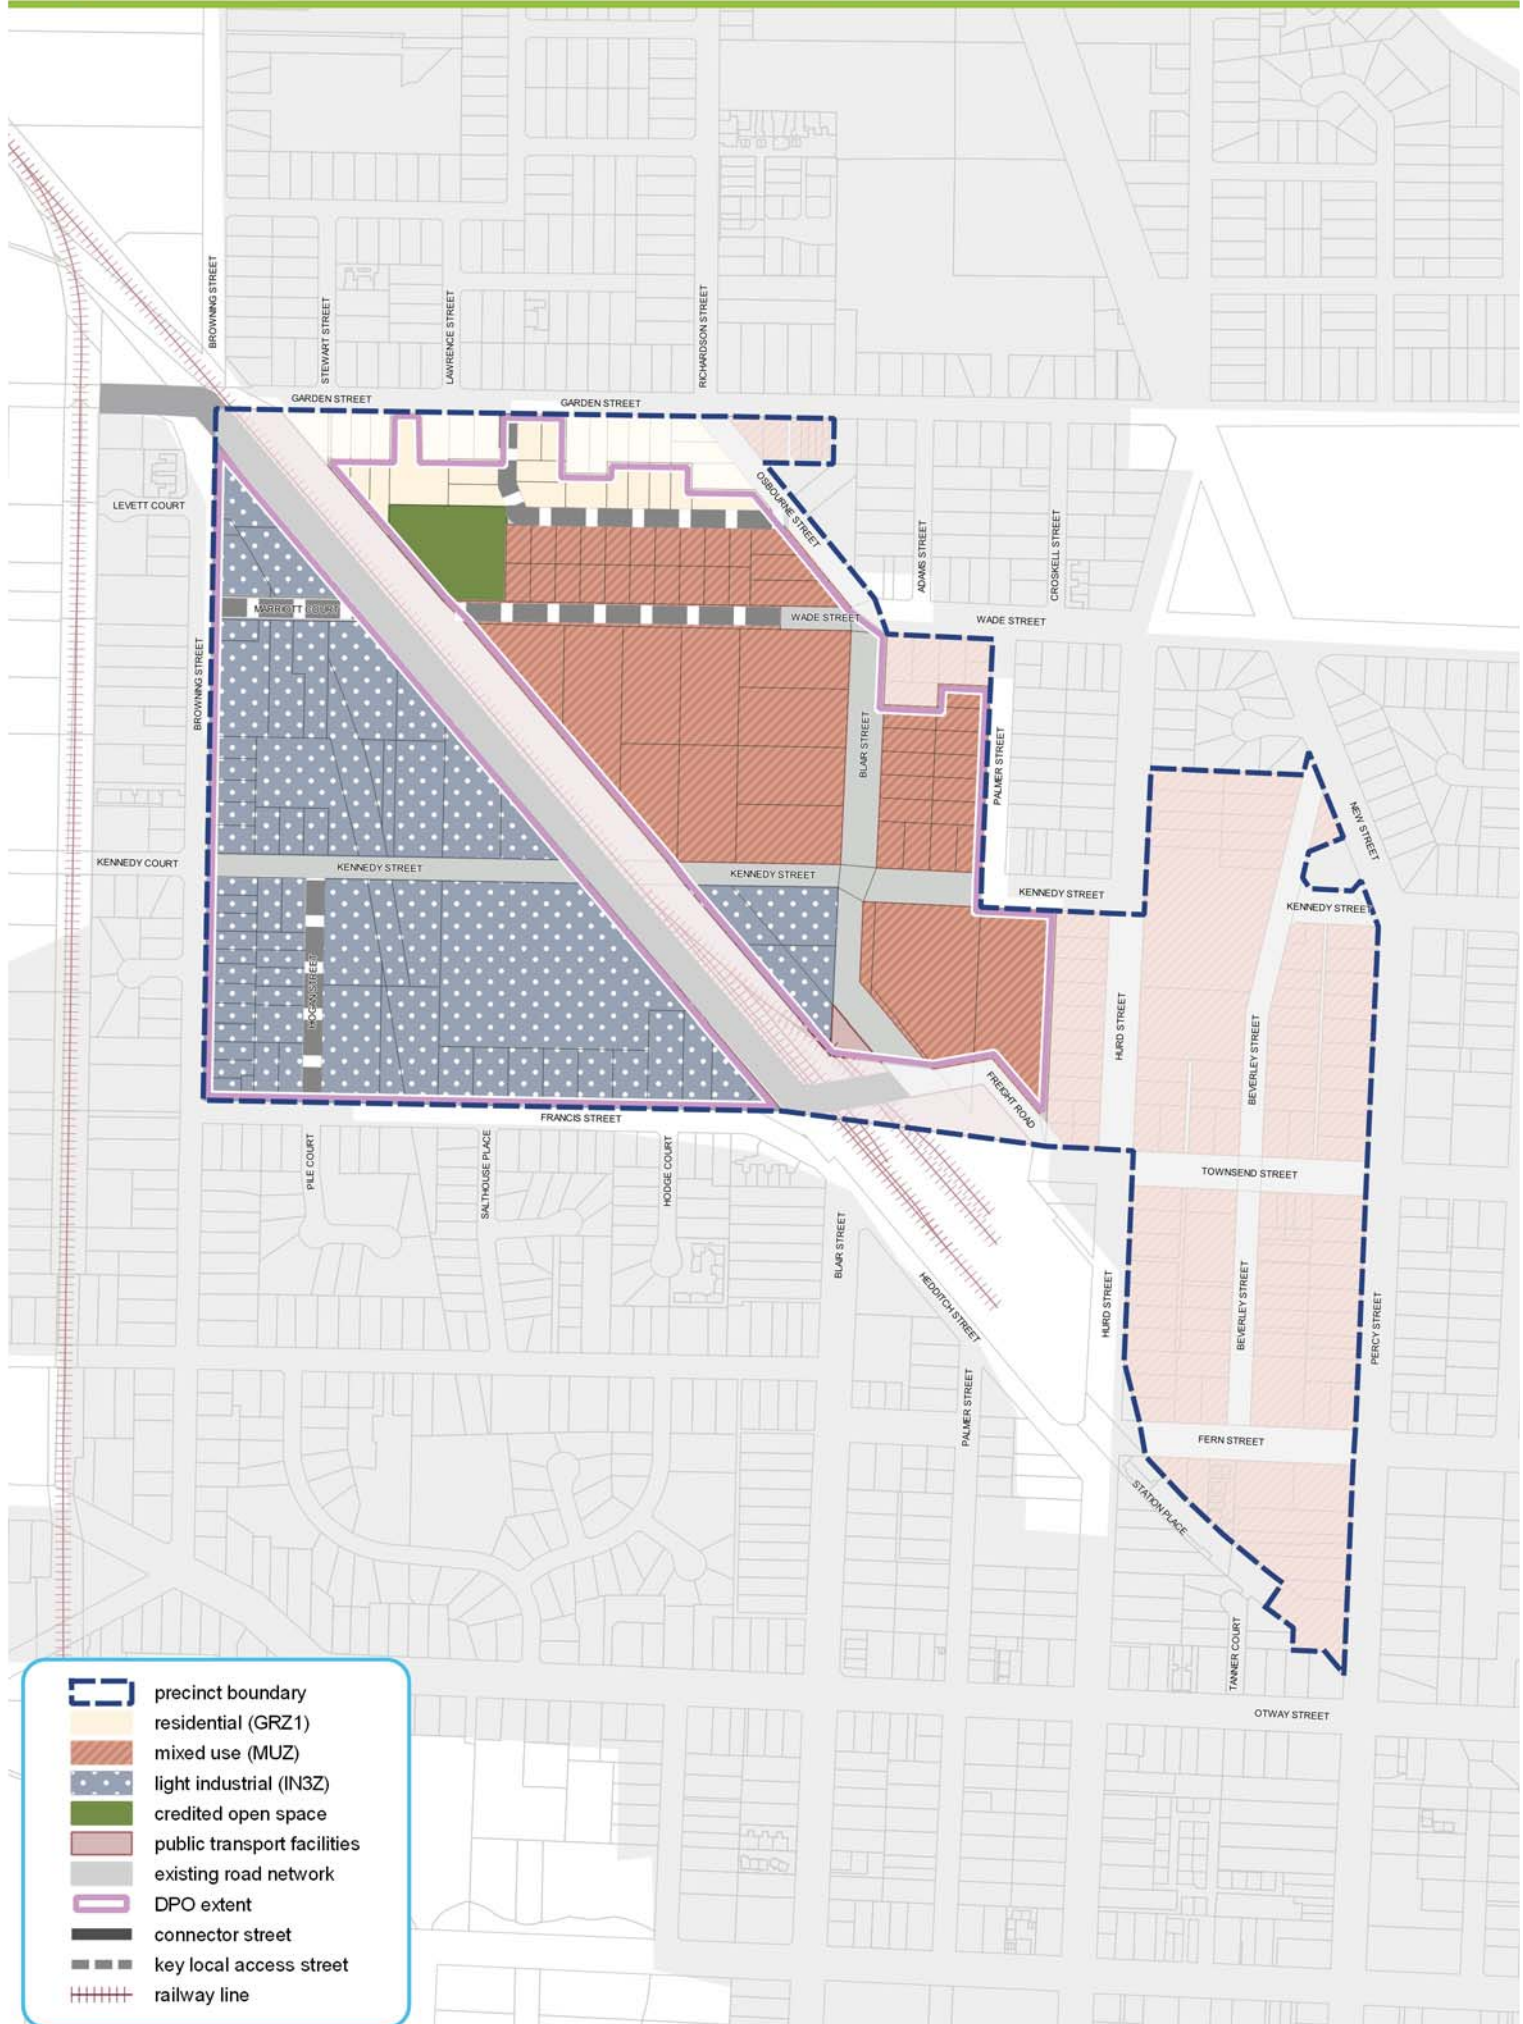 BROWNING STREET
STEWART STREET
LAWRENCE STREET
RICHARDSON STREET
GARDEN STREET
GARDEN STREET
LEVETT COURT
OSBOURNE STREET
ADAMS STREET
CROSKELL STREET
MARRIOTT COURT
WADE STREET
WADE STREET
BROWNING STREET
BLAIR STREET
PALMER STREET
NEW STREET
KENNEDY COURT
KENNEDY STREET
KENNEDY STREET
KENNEDY STREET
KENNEDY STREET
HOGAN STREET
HURD STREET
BEVERLEY STREET
FREIGHT ROAD
FRANCIS STREET
PILE COURT
SALTHOUSE PLACE
HODGE COURT
TOWNSEND STREET
BLAIR STREET
HEDDITCH STREET
HURD STREET
BEVERLEY STREET
PERCY STREET
PALMER STREET
FERN STREET
STATION PLACE
TANNER COURT
OTWAY STREET
precinct boundary
residential (GRZ1)
mixed use (MUZ)
light industrial (IN3Z)
credited open space
public transport facilities
existing road network
DPO extent
connector street
key local access street
railway line